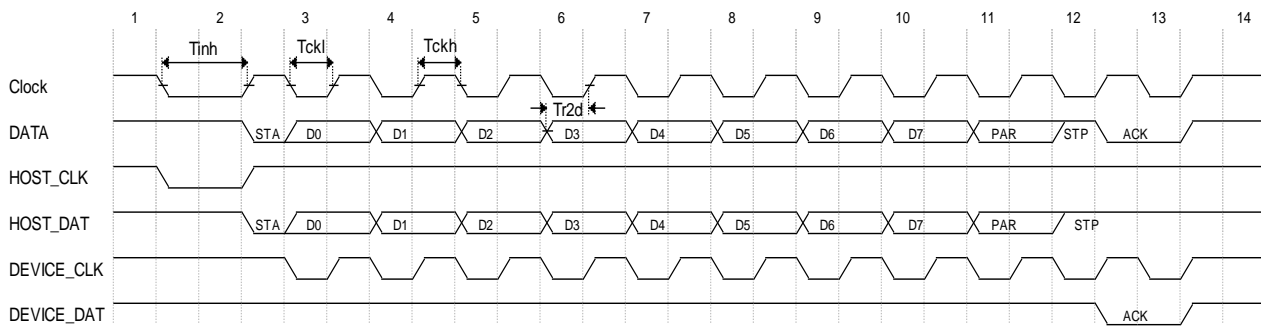 1 2 3 4 5 6 7 8 9 10 11 12 13 14
Tinh Tckl Tckh
Clock
Tr2d
DATA STA D0 D1 D2 D3 D4 D5 D6 D7 PAR STP ACK
HOST_CLK
HOST_DAT STA D0 D1 D2 D3 D4 D5 D6 D7 PAR STP
DEVICE_CLK
DEVICE_DAT ACK